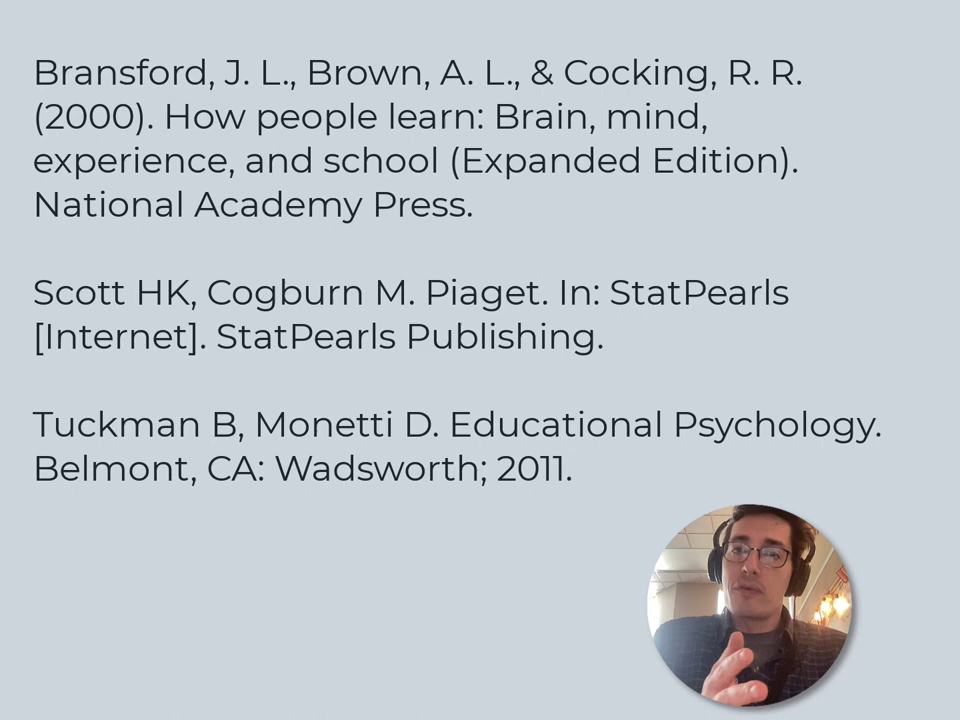 Bransford, J. L., Brown, A. L., & Cocking, R. R.
(2000). How people learn: Brain, mind,
experience, and school (Expanded Edition).
National Academy Press.
Scott HK, Cogburn M. Piaget. In: StatPearls
[Internet]. StatPearls Publishing.
Tuckman B, Monetti D. Educational Psychology.
Belmont, CA: Wadsworth; 2011.